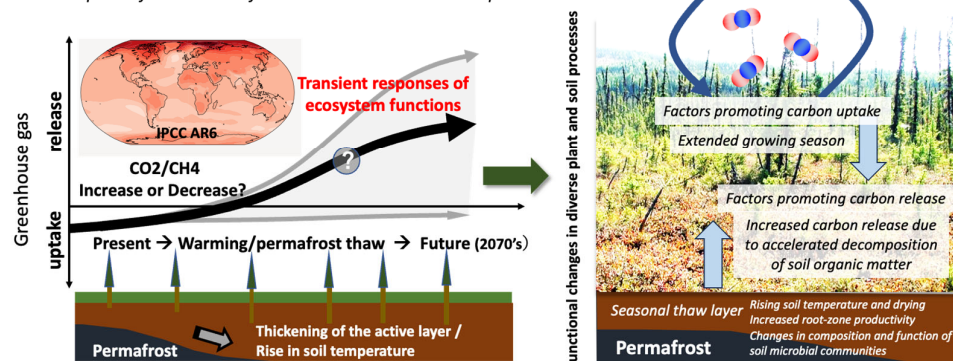 Greenhouse gas
release
uptake
IPCC AR6
Transient responses of
ecosystem functions
CO2/CH4
Increase or Decrease?
?
Present → Warming/permafrost thaw → Future (2070's）
Thickening of the active layer /
Rise in soil temperature
Permafrost
unctional changes in diverse plant and soil processes
Factors promoting carbon uptake
Extended growing season
Factors promoting carbon release
Increased carbon release due
to accelerated decomposition
of soil organic matter
Seasonal thaw layer
Rising soil temperature and drying
Increased root-zone productivity
Changes in composition and function of
soil microbial communities
Permafrost